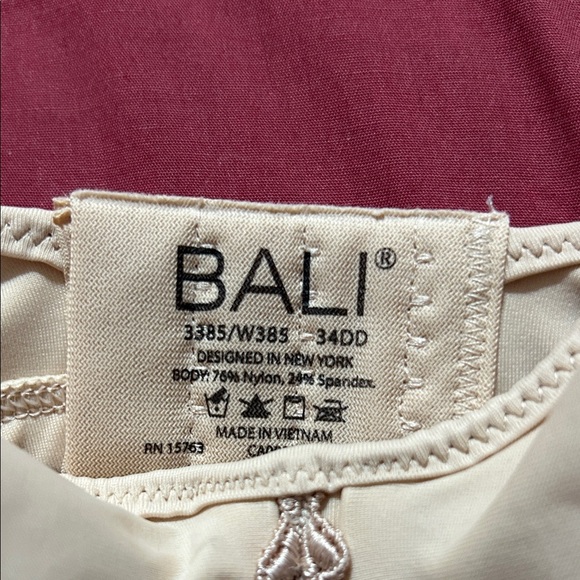 BALI®
3385/W385 34DD
DESIGNED IN NEW YORK
BODY: 76% Nylon, 24% Spandex.
MADE IN VIETNAM
RN 15763